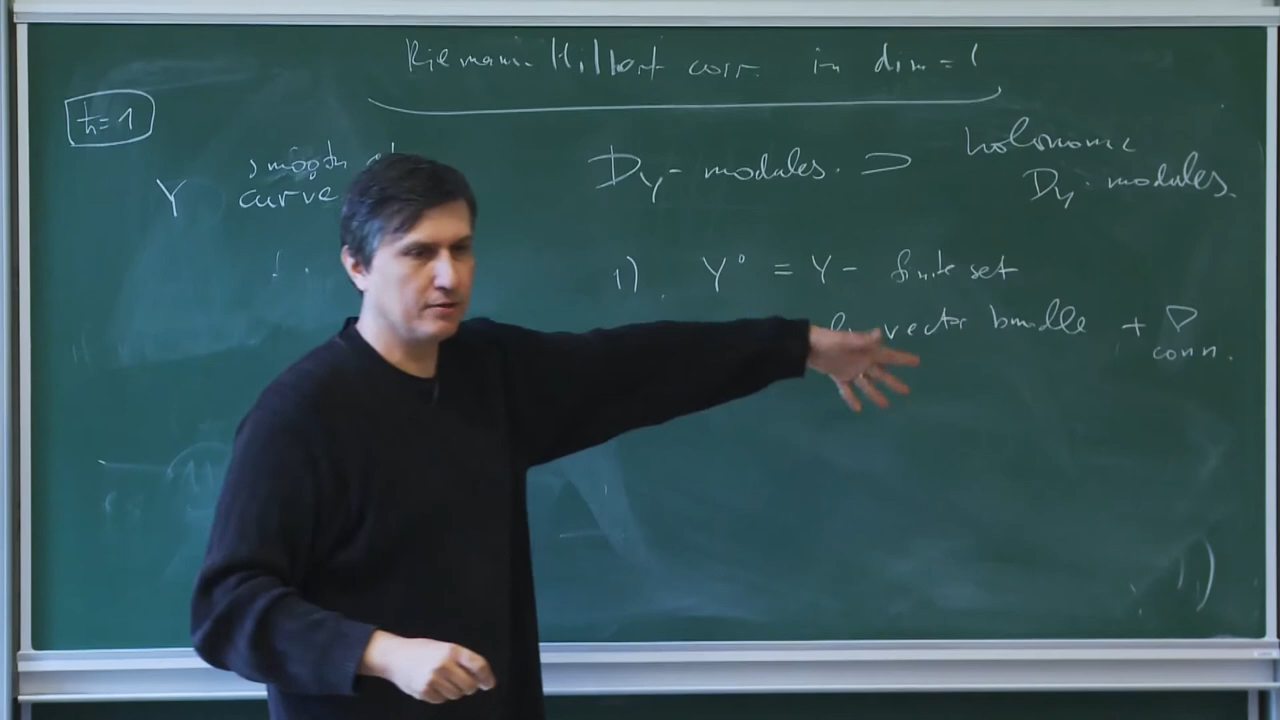 Riemann-Hilbert corr. in dim = 1
ħ=1
Y smooth
curve
D_Y - modules. ⊃ holonomic
D_Y - modules.
1) Y° = Y - finite set
vector bundle + ∇
conn.